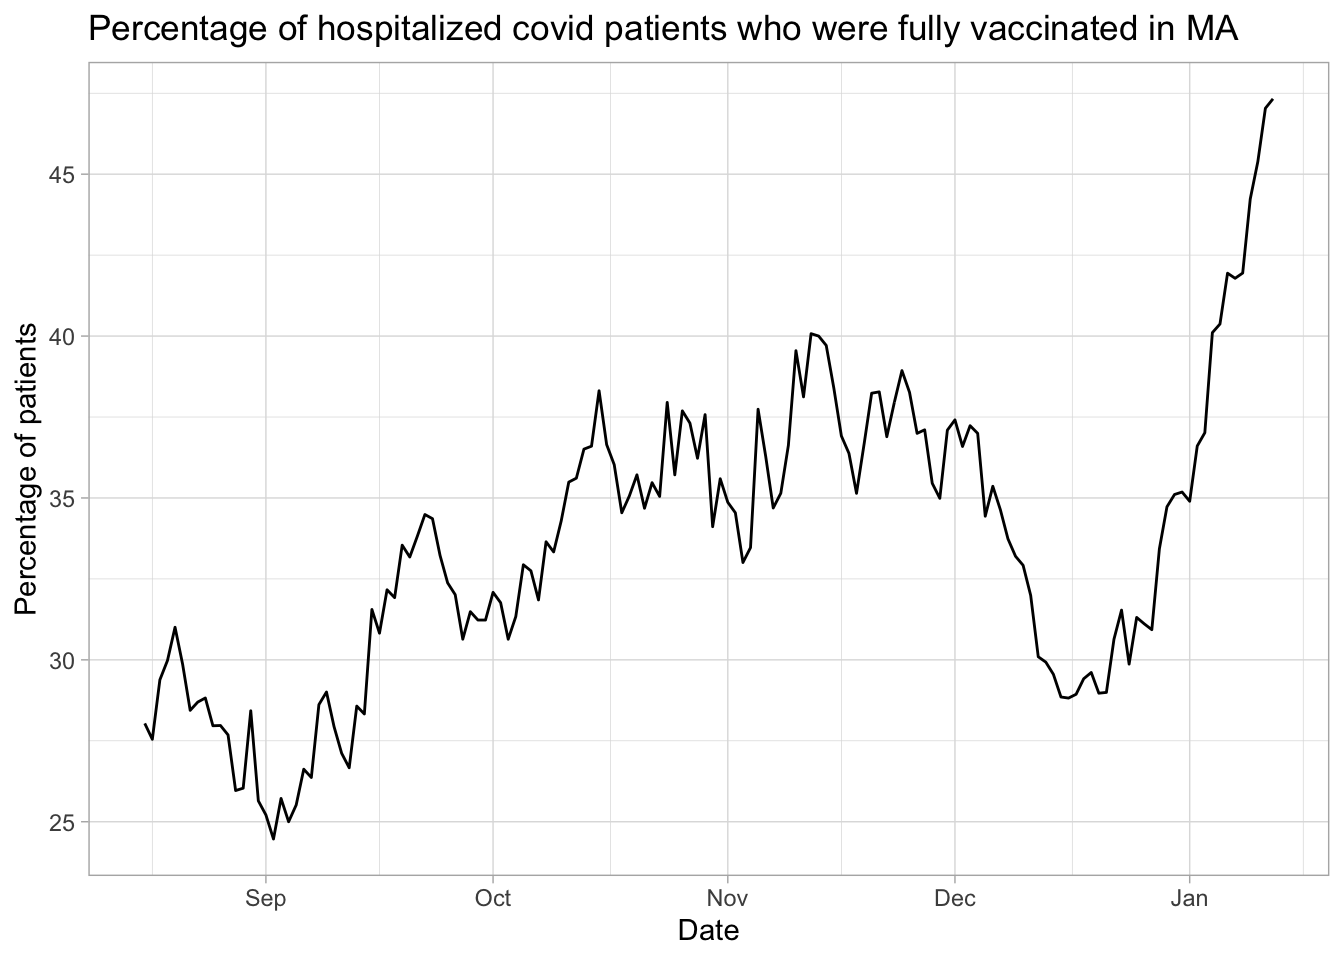 Percentage of hospitalized covid patients who were fully vaccinated in MA
Percentage of patients
45
40
35
30
25
Sep
Oct
Nov
Dec
Jan
Date